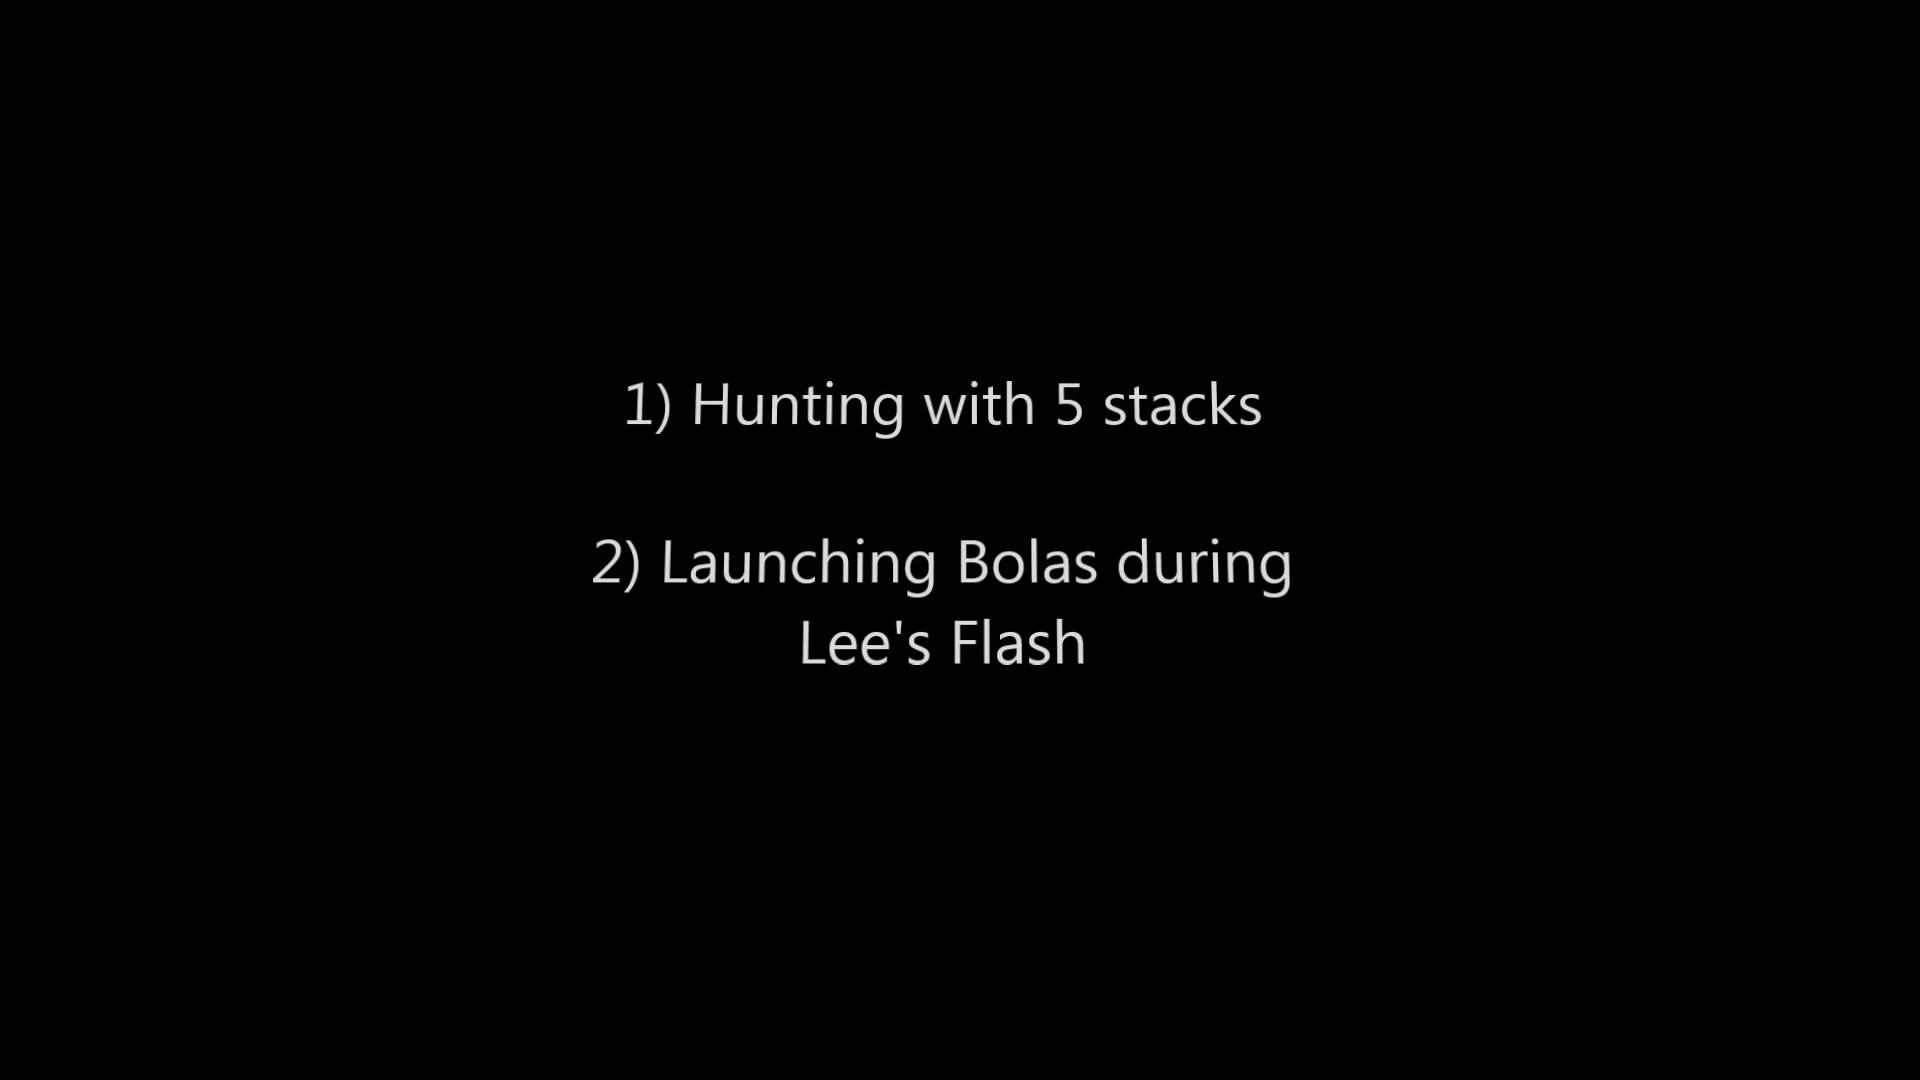 1) Hunting with 5 stacks
2) Launching Bolas during
Lee's Flash